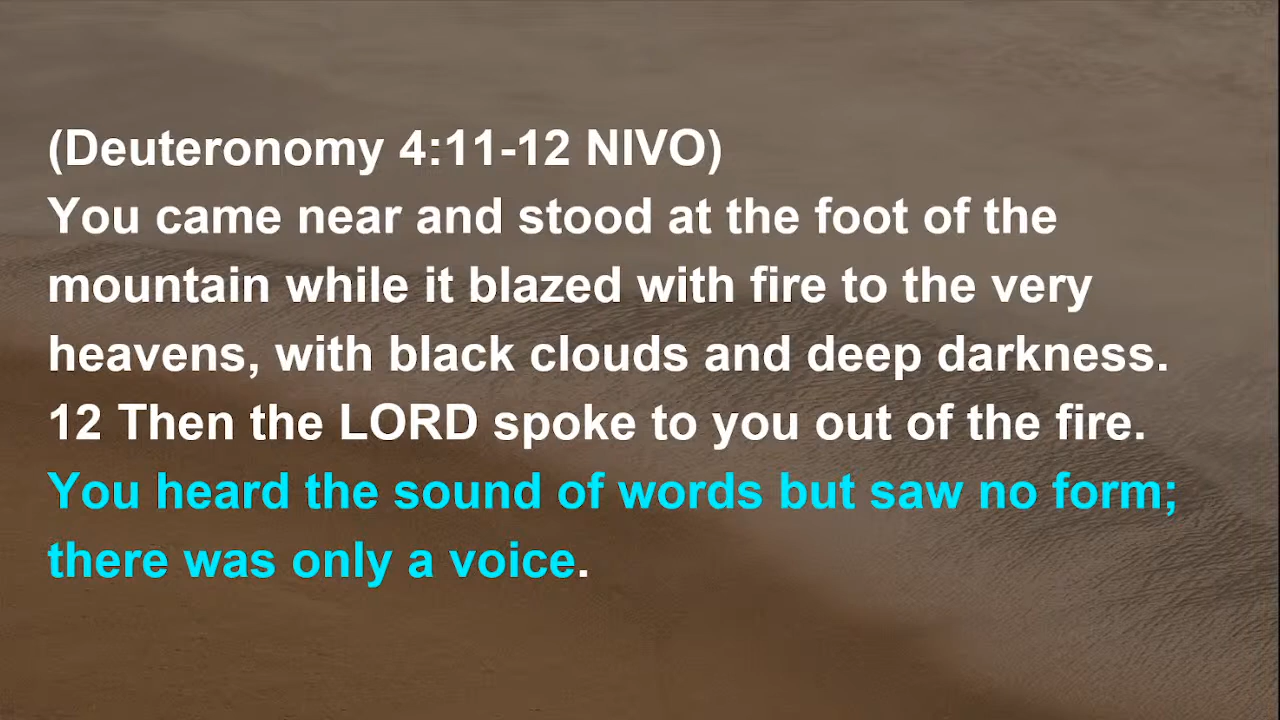 (Deuteronomy 4:11-12 NIVO)
You came near and stood at the foot of the
mountain while it blazed with fire to the very
heavens, with black clouds and deep darkness.
12 Then the LORD spoke to you out of the fire.
You heard the sound of words but saw no form;
there was only a voice.